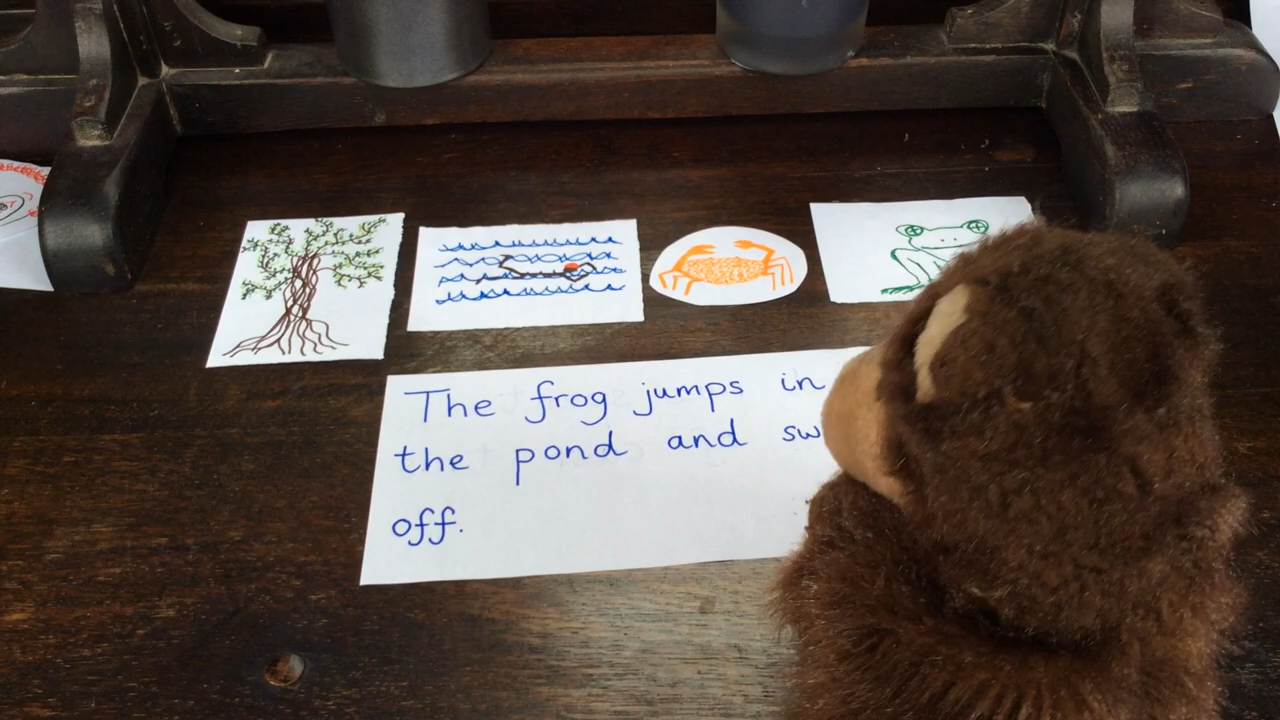 The frog jumps in
the pond and
off.